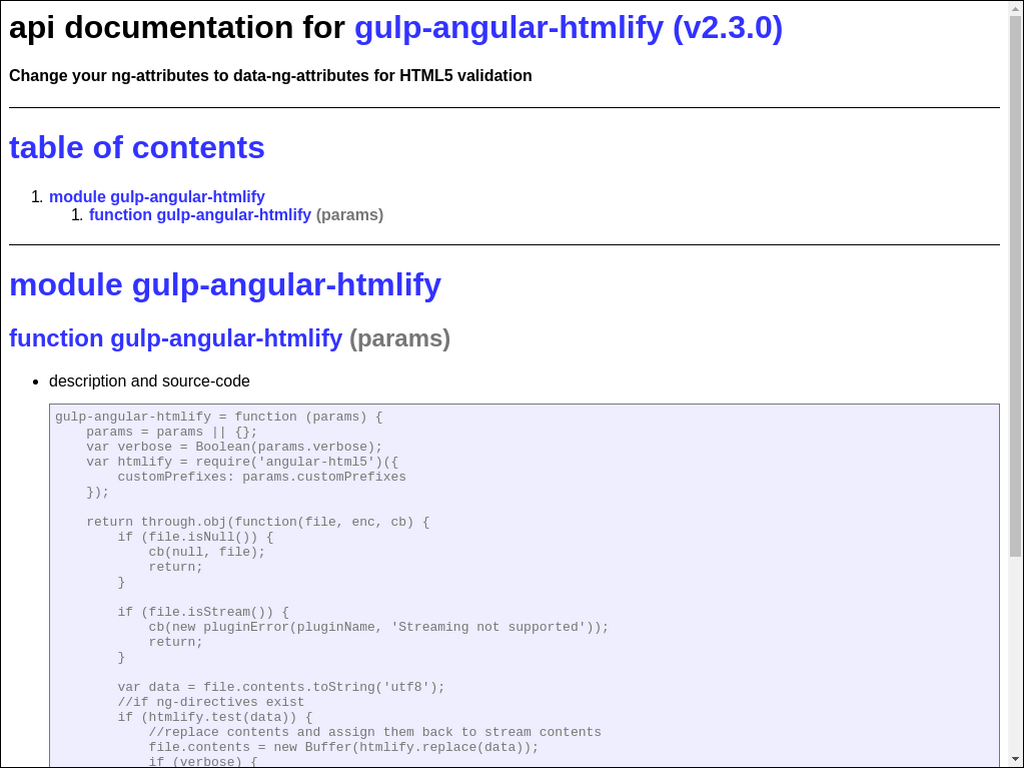 api documentation for gulp-angular-htmlify (v2.3.0)
Change your ng-attributes to data-ng-attributes for HTML5 validation
table of contents
1. module gulp-angular-htmlify
1. function gulp-angular-htmlify (params)
module gulp-angular-htmlify
function gulp-angular-htmlify (params)
• description and source-code
gulp-angular-htmlify = function (params) {
    params = params || {};
    var verbose = Boolean(params.verbose);
    var htmlify = require('angular-html5')({
        customPrefixes: params.customPrefixes
    });
    return through.obj(function(file, enc, cb) {
        if (file.isNull()) {
            cb(null, file);
            return;
        }
        if (file.isStream()) {
            cb(new pluginError(pluginName, 'Streaming not supported'));
            return;
        }
        var data = file.contents.toString('utf8');
        //if ng-directives exist
        if (htmlify.test(data)) {
            //replace contents and assign them back to stream contents
            file.contents = new Buffer(htmlify.replace(data));
            if (verbose) {